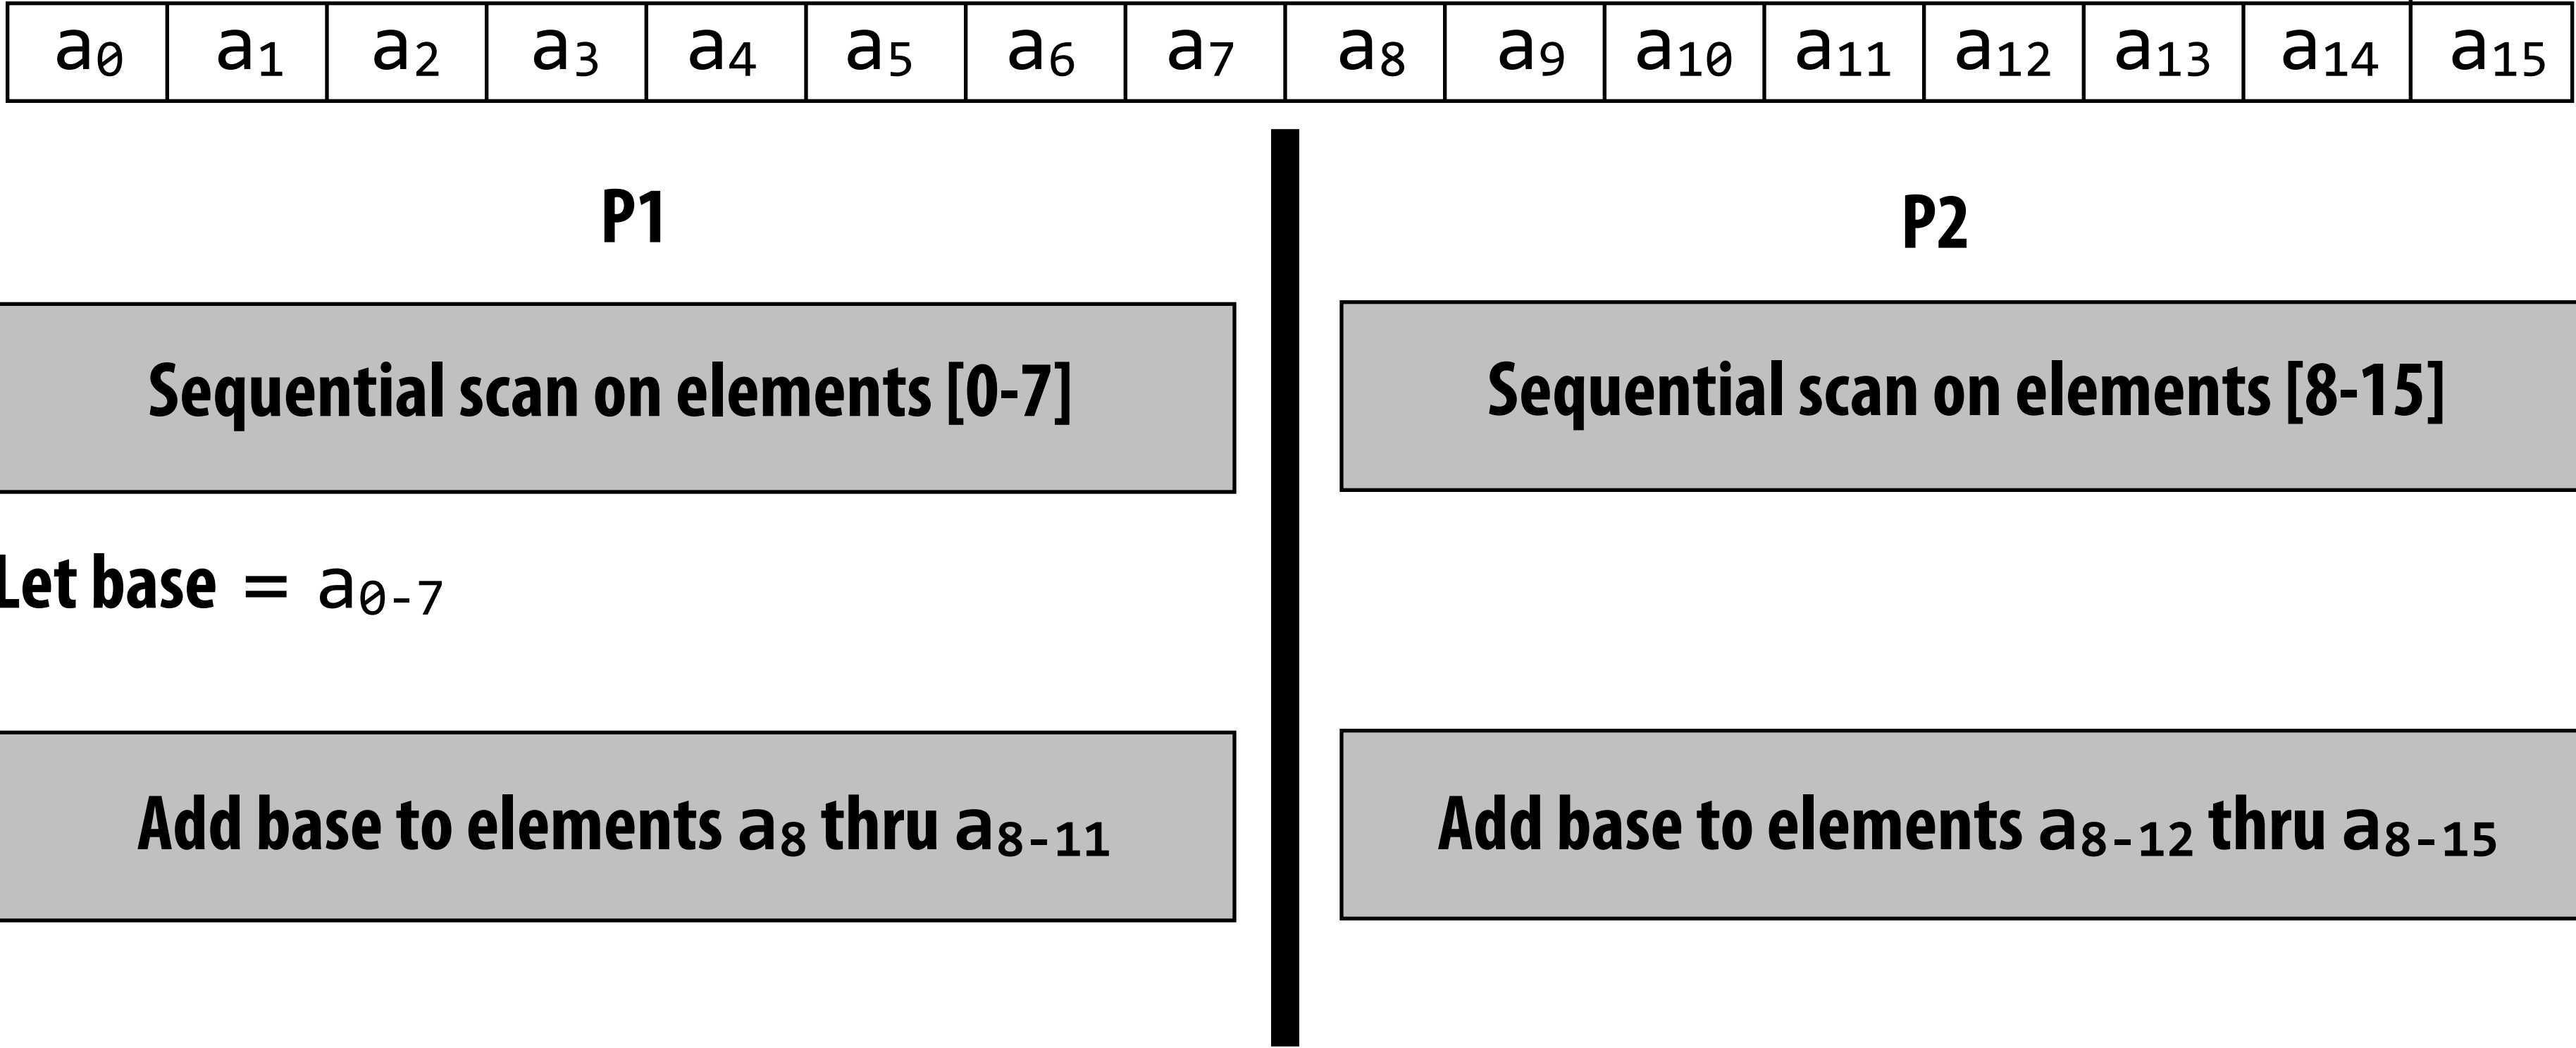 a0 a1 a2 a3 a4 a5 a6 a7 a8 a9 a10 a11 a12 a13 a14 a15
P1
P2
Sequential scan on elements [0-7]
Sequential scan on elements [8-15]
Let base = a0-7
Add base to elements a8 thru a8-11
Add base to elements a8-12 thru a8-15